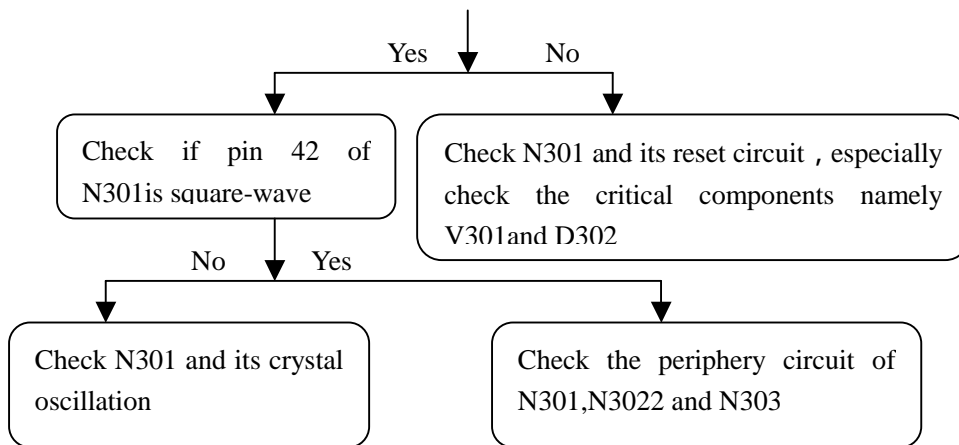 Yes No
Check if pin 42 of
N301is square-wave
Check N301 and its reset circuit , especially
check the critical components namely
V301and D302
No Yes
Check N301 and its crystal
oscillation
Check the periphery circuit of
N301,N3022 and N303